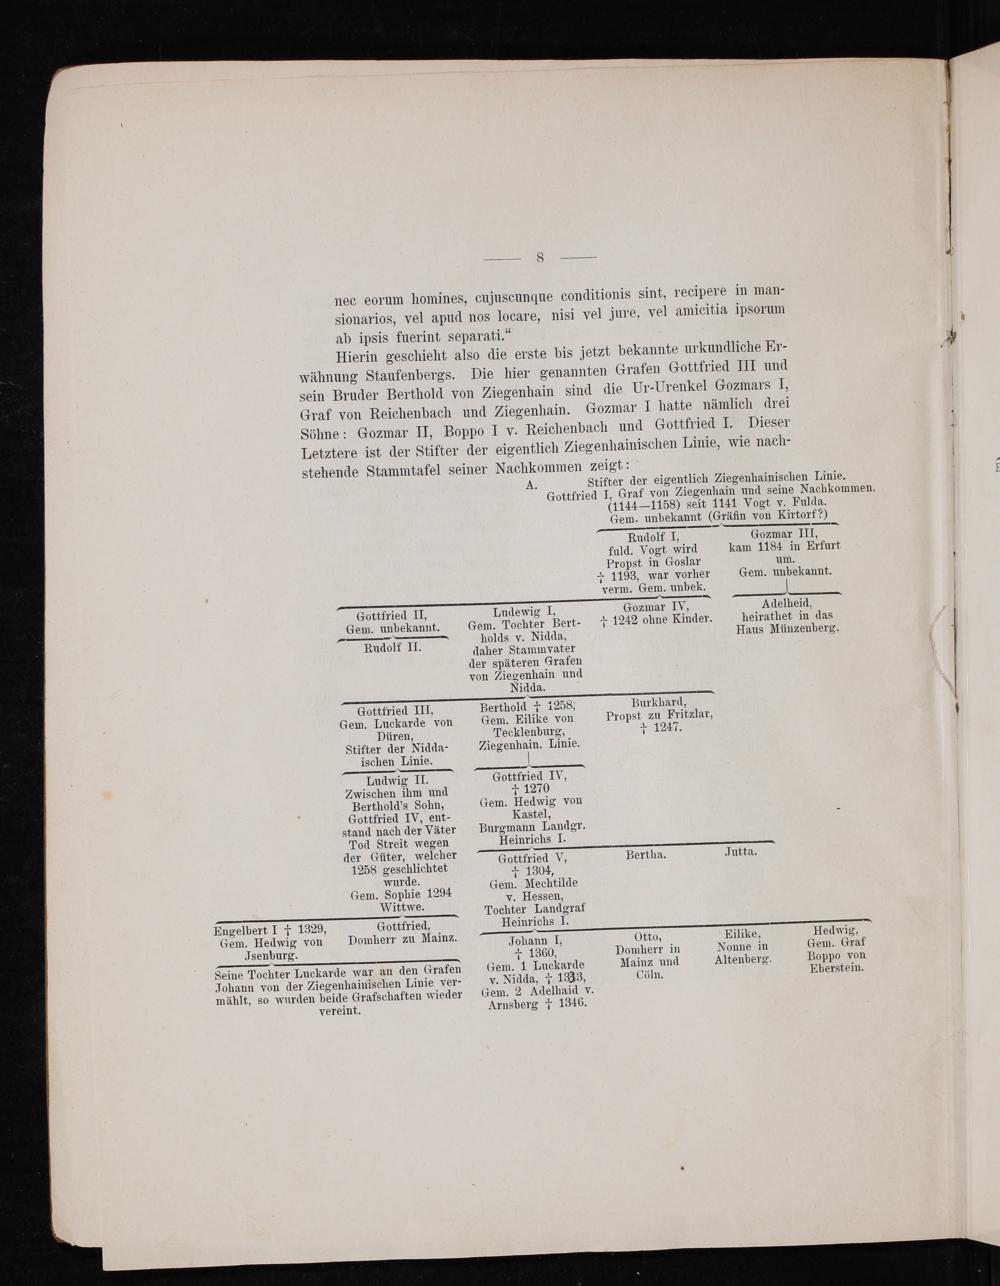 8
nec eorum homines, cujuscunque conditionis sint, recipere in man-
sionarios, vel apud nos locare, nisi vel jure, vel amicitia ipsorum
ab ipsis fuerint separati.“
Hierin geschieht also die erste bis jetzt bekannte urkundliche Er-
wähnung Staufenbergs. Die hier genannten Grafen Gottfried III und
sein Bruder Berthold von Ziegenhain sind die Ur-Urenkel Gozmars I,
Graf von Reichenbach und Ziegenhain. Gozmar I hatte nämlich drei
Söhne: Gozmar II, Boppo I v. Reichenbach und Gottfried I. Dieser
Letztere ist der Stifter der eigentlich Ziegenhainischen Linie, wie nach-
stehende Stammtafel seiner Nachkommen zeigt:
A. Stifter der eigentlich Ziegenhainischen Linie.
Gottfried I, Graf von Ziegenhain und seine Nachkommen.
(1144—1158) seit 1141 Vogt v. Fulda.
Gem. unbekannt (Gräfin von Kirtorf?)
Rudolf I,
fuld. Vogt wird
Propst in Goslar
† 1193, war vorher
verm. Gem. unbek.
Gozmar III,
kam 1184 in Erfurt
um.
Gem. unbekannt.
Gottfried II,
Gem. unbekannt.
Rudolf II.
Ludewig I,
Gem. Tochter Bert-
holds v. Nidda,
daher Stammvater
der späteren Grafen
von Ziegenhain und
Nidda.
Gozmar IV,
† 1242 ohne Kinder.
Adelheid,
heirathet in das
Haus Münzenberg.
Gottfried III,
Gem. Luckarde von
Düren,
Stifter der Nidda-
ischen Linie.
Berthold † 1258,
Gem. Eilike von
Tecklenburg,
Ziegenhain. Linie.
Burkhard,
Propst zu Fritzlar,
† 1247.
Ludwig II.
Zwischen ihm und
Berthold's Sohn,
Gottfried IV, ent-
stand nach der Väter
Tod Streit wegen
der Güter, welcher
1258 geschlichtet
wurde.
Gem. Sophie 1294
Wittwe.
Gottfried IV,
† 1270
Gem. Hedwig von
Kastel,
Burgmann Landgr.
Heinrichs I.
Gottfried V,
† 1304,
Gem. Mechtilde
v. Hessen,
Tochter Landgraf
Heinrichs I.
Bertha.
Jutta.
Engelbert I † 1329,
Gem. Hedwig von
Jsenburg.
Gottfried,
Domherr zu Mainz.
Seine Tochter Luckarde war an den Grafen
Johann von der Ziegenhainischen Linie ver-
mählt, so wurden beide Grafschaften wieder
vereint.
Johann I,
† 1360,
Gem. 1 Luckarde
v. Nidda, †
Gem. 2 Adelhaid v.
Arnsberg † 1346.
Otto,
Domherr in
Mainz und
Cöln.
Eilike,
Nonne in
Altenberg.
Hedwig,
Gem. Graf
Boppo von
Eberstein.